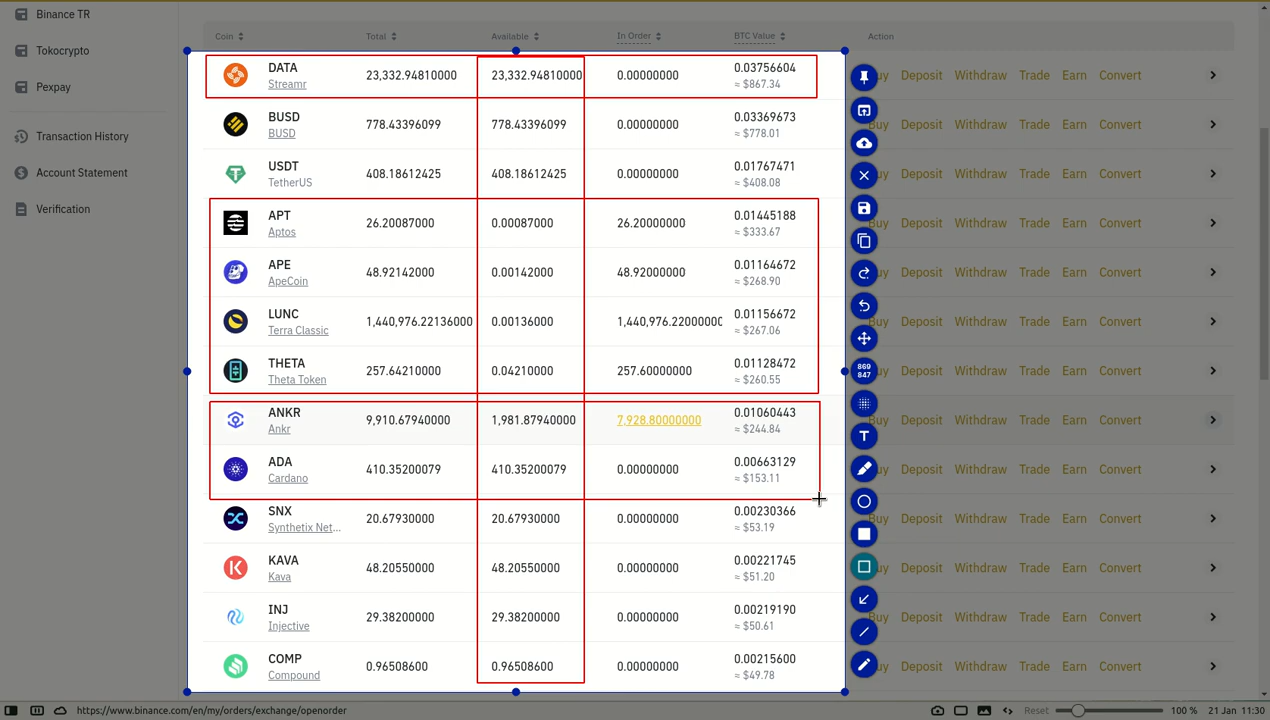 Binance TR
Tokocrypto
Pexpay
Transaction History
Account Statement
Verification
Coin Total Available In Order BTC Value Action
DATA
Streamr
23,332.94810000 23,332.94810000 0.00000000 0.03756604
≈ $867.34
uy Deposit Withdraw Trade Earn Convert
BUSD
BUSD
778.43396099 778.43396099 0.00000000 0.03369673
≈ $778.01
Buy Deposit Withdraw Trade Earn Convert
USDT
TetherUS
408.18612425 408.18612425 0.00000000 0.01767471
≈ $408.08
Buy Deposit Withdraw Trade Earn Convert
APT
Aptos
26.20087000 0.00087000 26.20000000 0.01445188
≈ $333.67
Buy Deposit Withdraw Trade Earn Convert
APE
ApeCoin
48.92142000 0.00142000 48.92000000 0.01164672
≈ $268.90
Buy Deposit Withdraw Trade Earn Convert
LUNC
Terra Classic
1,440,976.22136000 0.00136000 1,440,976.2200000 0.01156672
≈ $267.06
Buy Deposit Withdraw Trade Earn Convert
THETA
Theta Token
257.64210000 0.04210000 257.60000000 0.01128472
≈ $260.55
869
847
uy Deposit Withdraw Trade Earn Convert
ANKR
Ankr
9,910.67940000 1,981.87940000 7,928.80000000 0.01060443
≈ $244.84
Buy Deposit Withdraw Trade Earn Convert
T
ADA
Cardano
410.35200079 410.35200079 0.00000000 0.00663129
≈ $153.11
uy Deposit Withdraw Trade Earn Convert
SNX
Synthetix Net...
20.67930000 20.67930000 0.00000000 0.00230366
≈ $53.19
Buy Deposit Withdraw Trade Earn Convert
KAVA
Kava
48.20550000 48.20550000 0.00000000 0.00221745
≈ $51.20
uy Deposit Withdraw Trade Earn Convert
INJ
Injective
29.38200000 29.38200000 0.00000000 0.00219190
≈ $50.61
Buy Deposit Withdraw Trade Earn Convert
COMP
Compound
0.96508600 0.96508600 0.00000000 0.00215600
≈ $49.78
uy Deposit Withdraw Trade Earn Convert
https://www.binance.com/en/my/orders/exchange/openorder
Reset 100 % 21 Jan 11:30